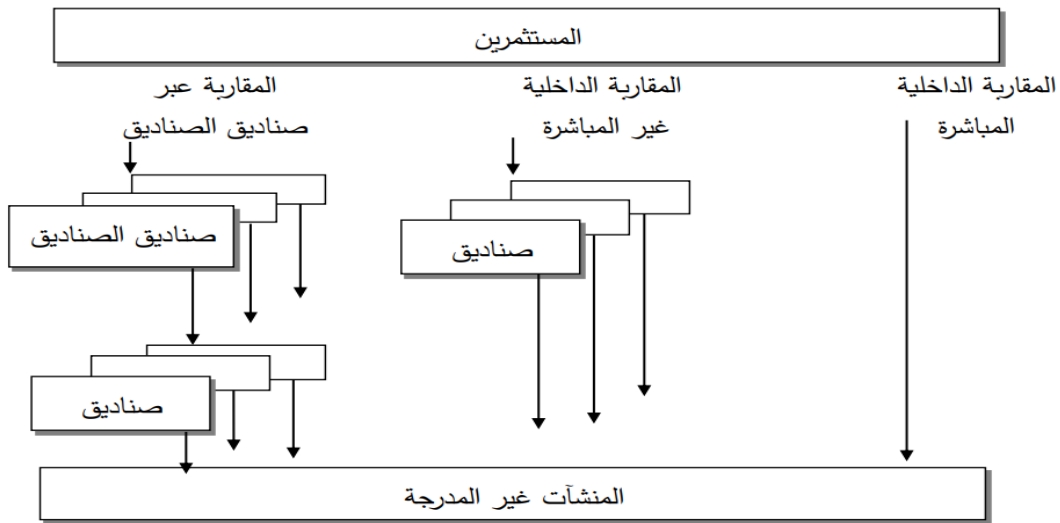 المستثمرين
المقاربة الداخلية
المباشرة
المقاربة الداخلية
غير المباشرة
المقاربة عبر
صناديق الصناديق
صناديق الصناديق
صناديق
صناديق
المنشآت غير المدرجة